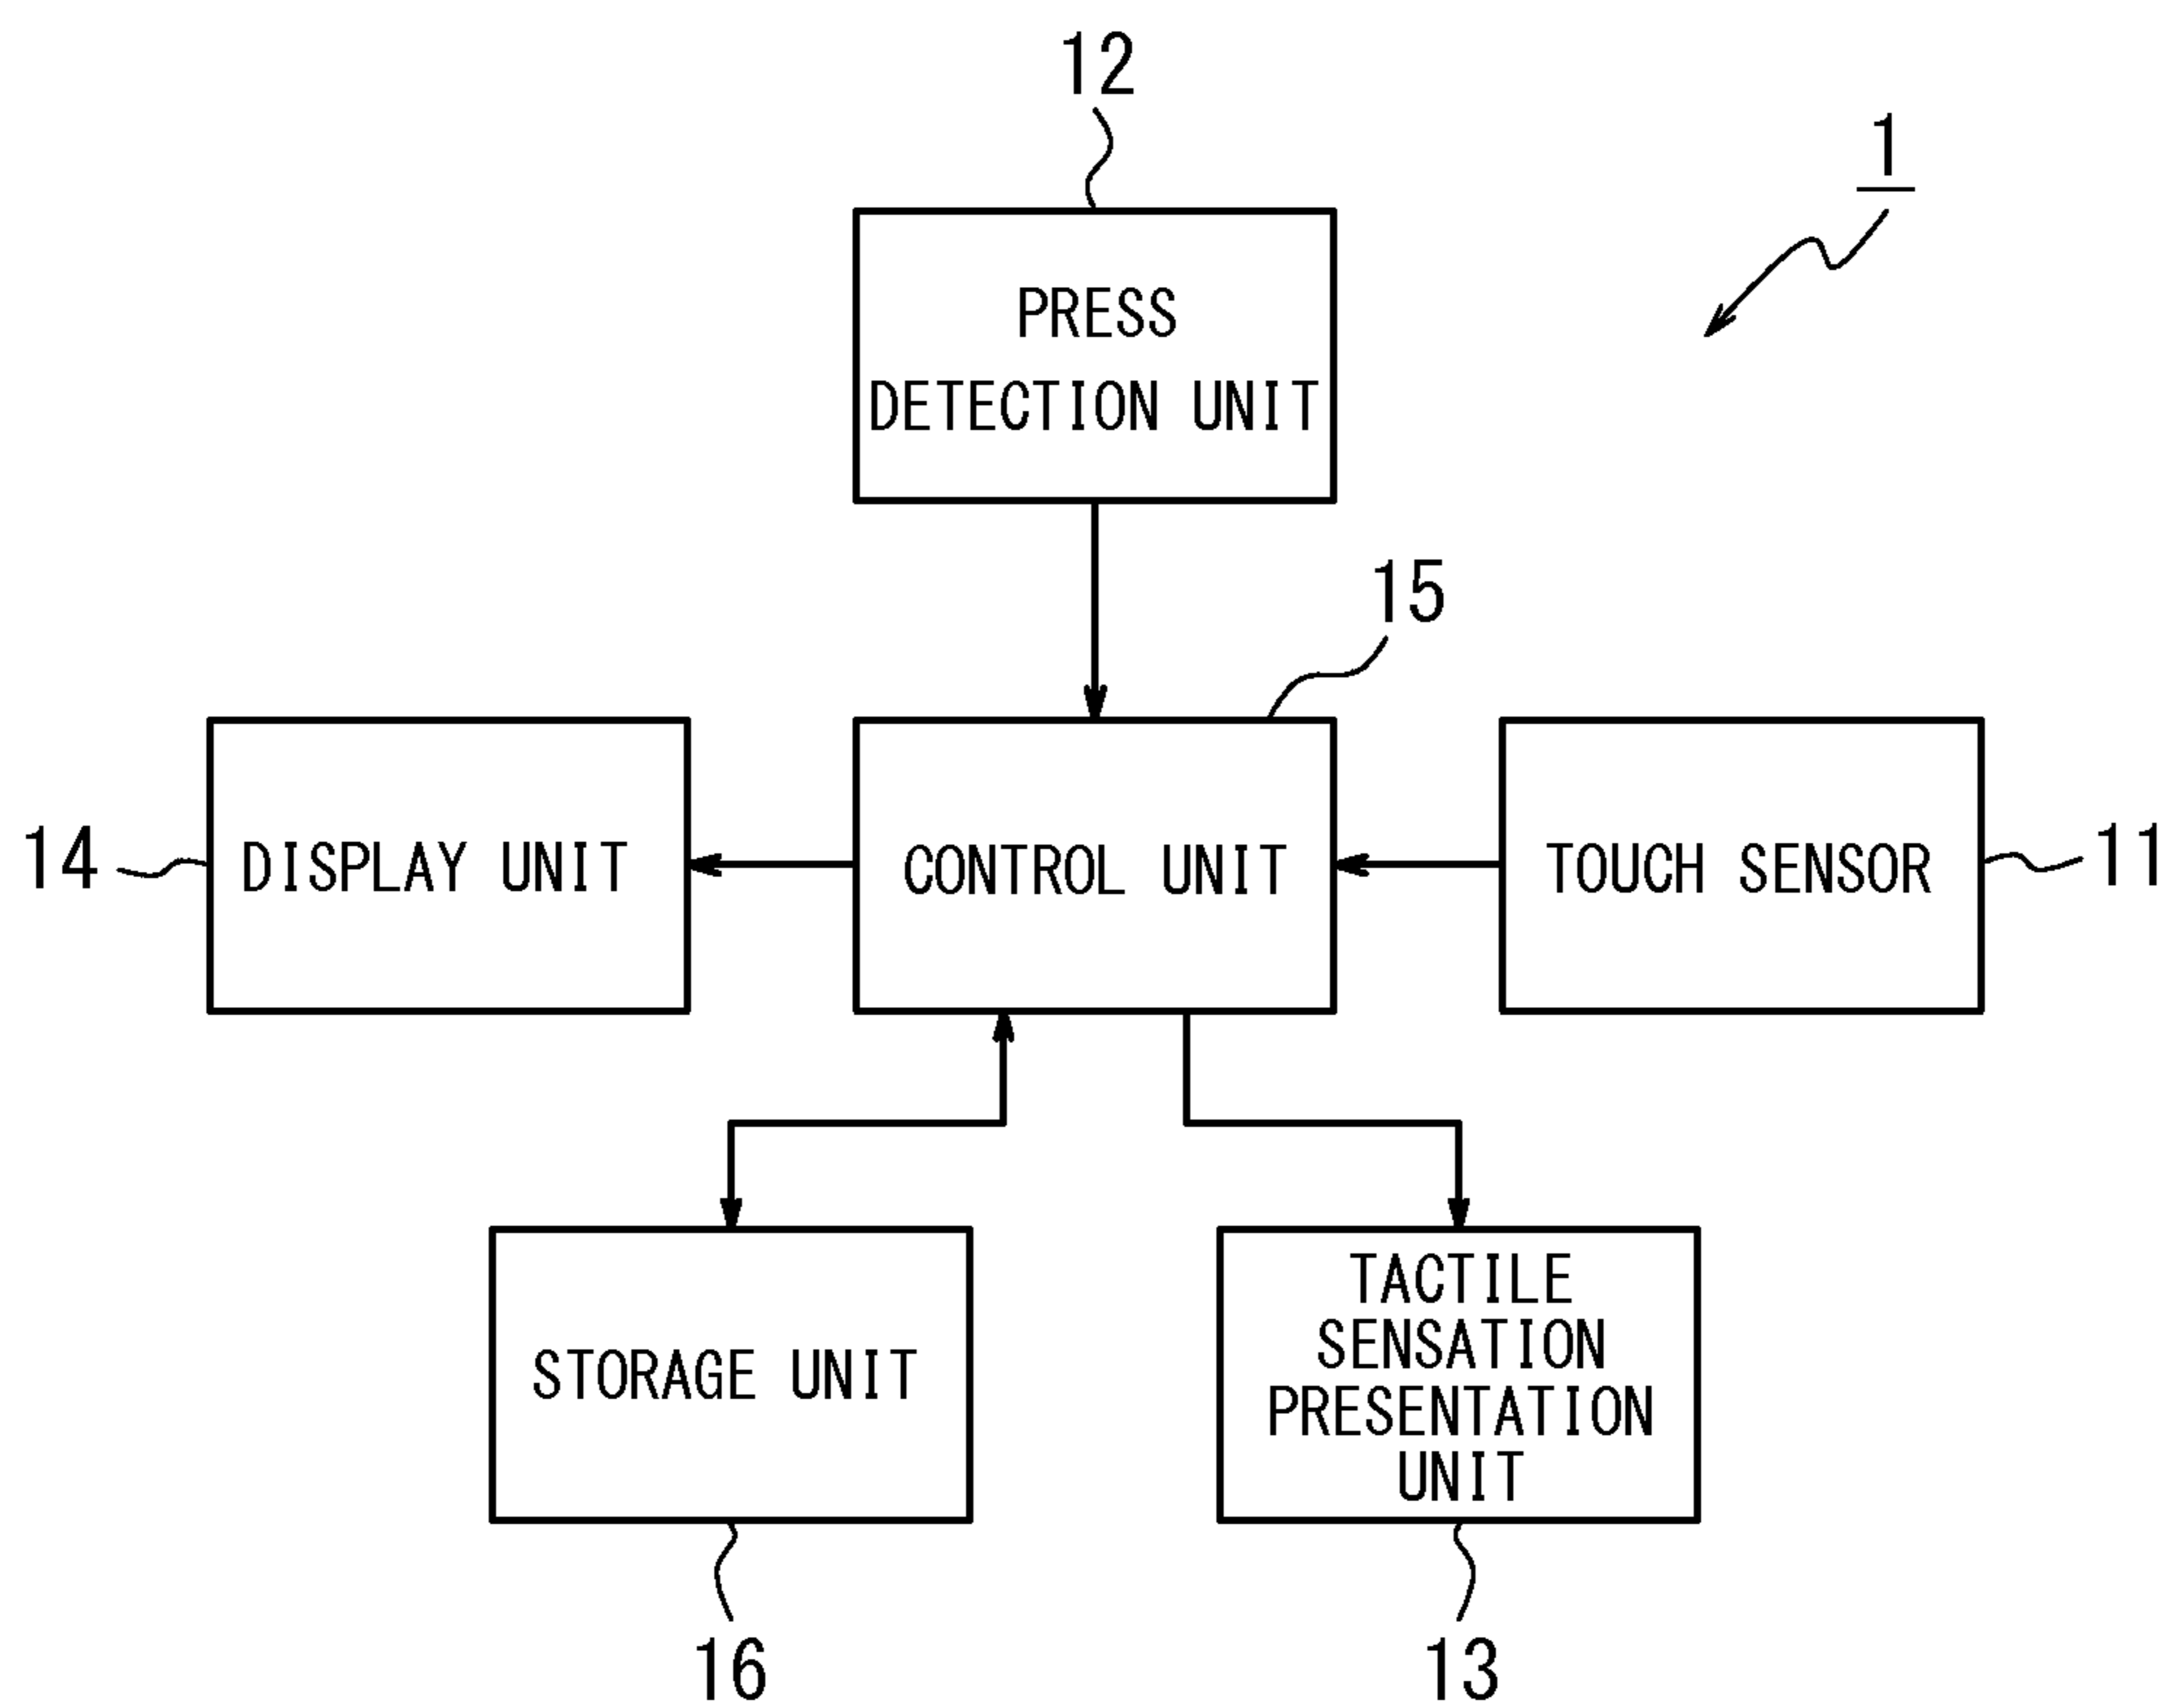 12
1
PRESS
DETECTION UNIT
15
14
DISPLAY UNIT
CONTROL UNIT
TOUCH SENSOR
11
STORAGE UNIT
TACTILE
SENSATION
PRESENTATION
UNIT
16
13